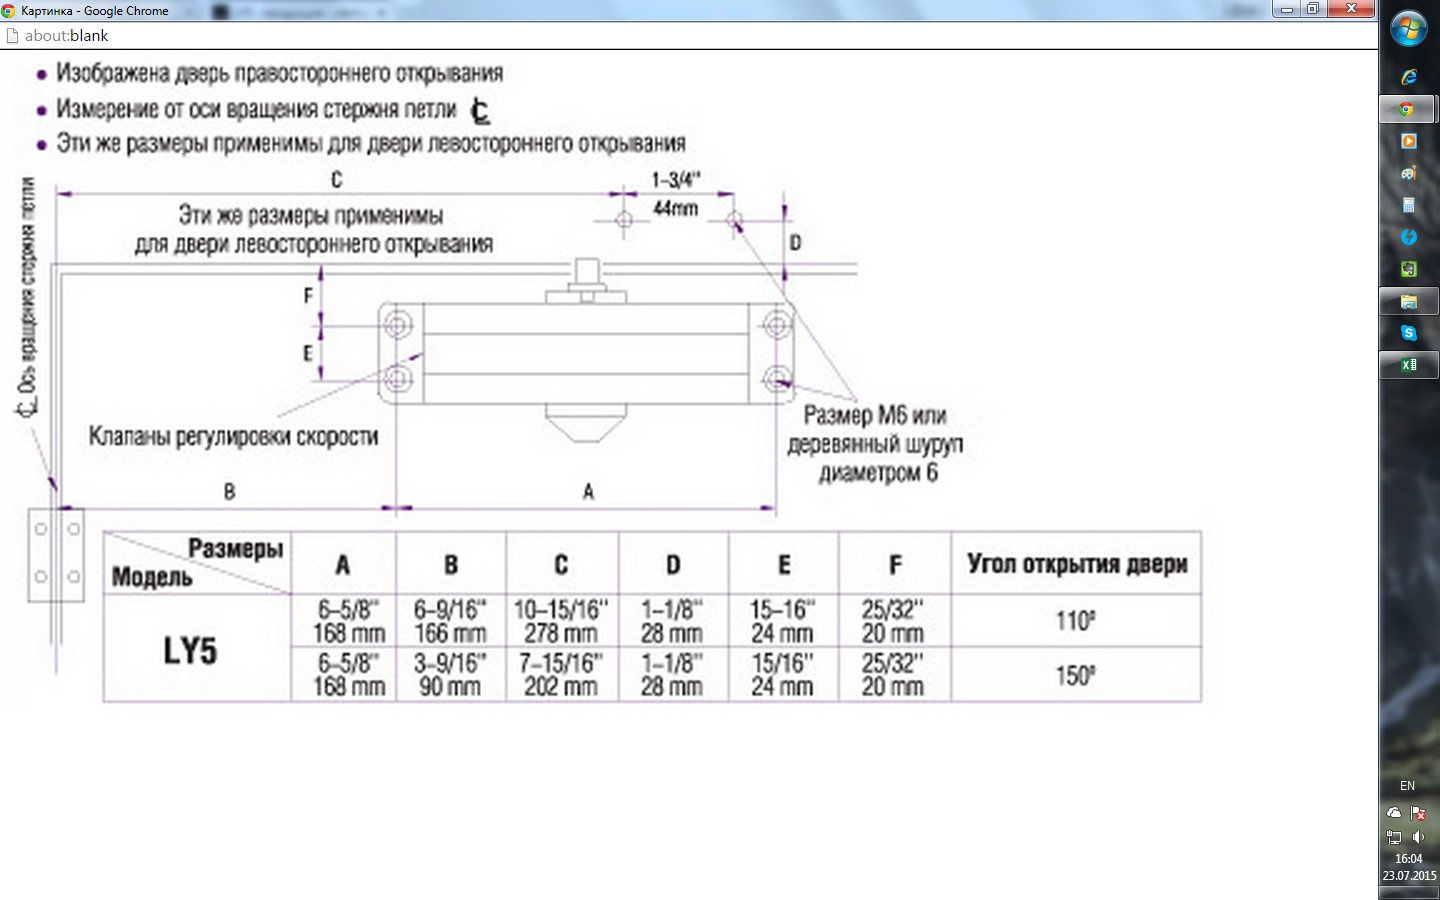 Картинка - Google Chrome
about:blank
• Изображена дверь правостороннего открывания
• Измерение от оси вращения стержня петли ℄
• Эти же размеры применимы для двери левостороннего открывания
C
1–3/4"
44mm
Эти же размеры применимы
для двери левостороннего открывания
D
F
E
℄ Ось вращения стержня петли
Клапаны регулировки скорости
Размер М6 или
деревянный шуруп
диаметром 6
B
A
Размеры
Модель
A B C D E F Угол открытия двери
LY5
6–5/8" 6–9/16" 10–15/16" 1–1/8" 15–16" 25/32" 110º
168 mm 166 mm 278 mm 28 mm 24 mm 20 mm
6–5/8" 3–9/16" 7–15/16" 1–1/8" 15/16" 25/32" 150º
168 mm 90 mm 202 mm 28 mm 24 mm 20 mm
EN
16:04
23.07.2015